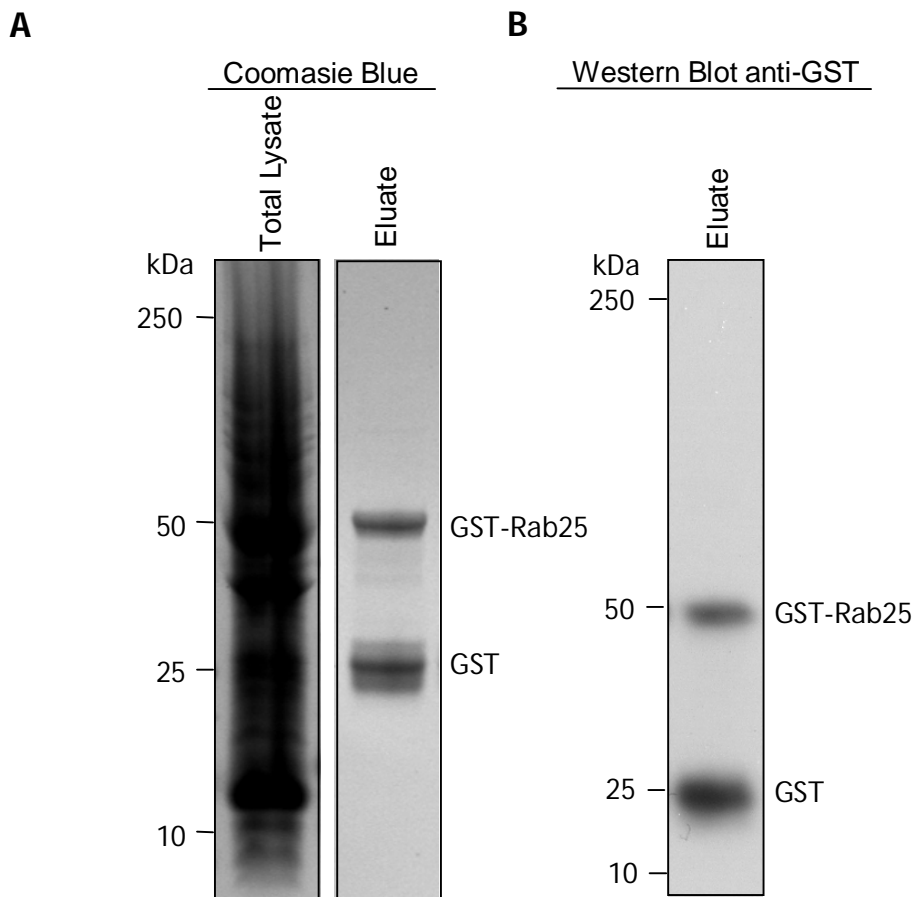 A
Coomasie Blue
Total Lysate
Eluate
kDa
250
50
25
10
GST-Rab25
GST
B
Western Blot anti-GST
Eluate
kDa
250
50
25
10
GST-Rab25
GST